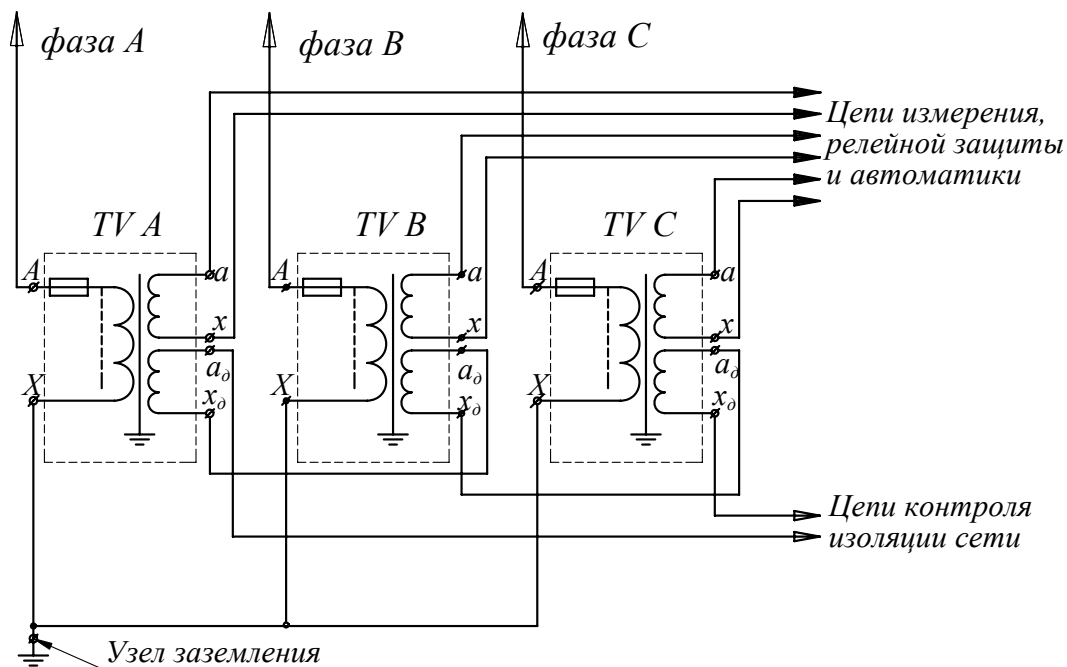 фаза A
фаза B
фаза C
Цепи измерения,
релейной защиты
и автоматики
TV A
TV B
TV C
A
a
x
aд
X
xд
A
a
x
aд
X
xд
A
a
x
aд
X
xд
Цепи контроля
изоляции сети
Узел заземления